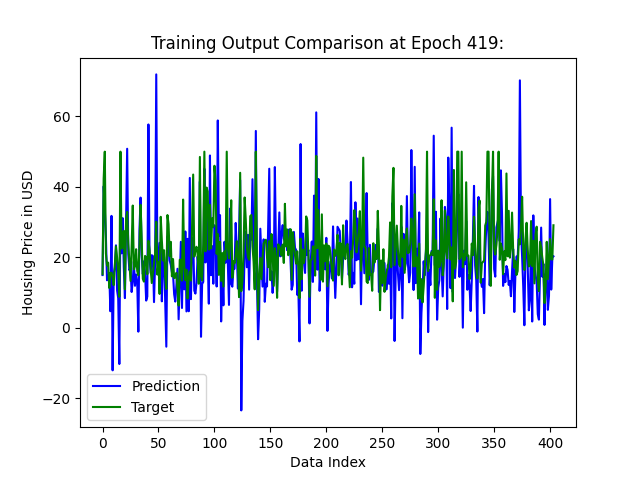 Training Output Comparison at Epoch 419:
Housing Price in USD
60
40
20
0
−20
Prediction
Target
0 50 100 150 200 250 300 350 400
Data Index